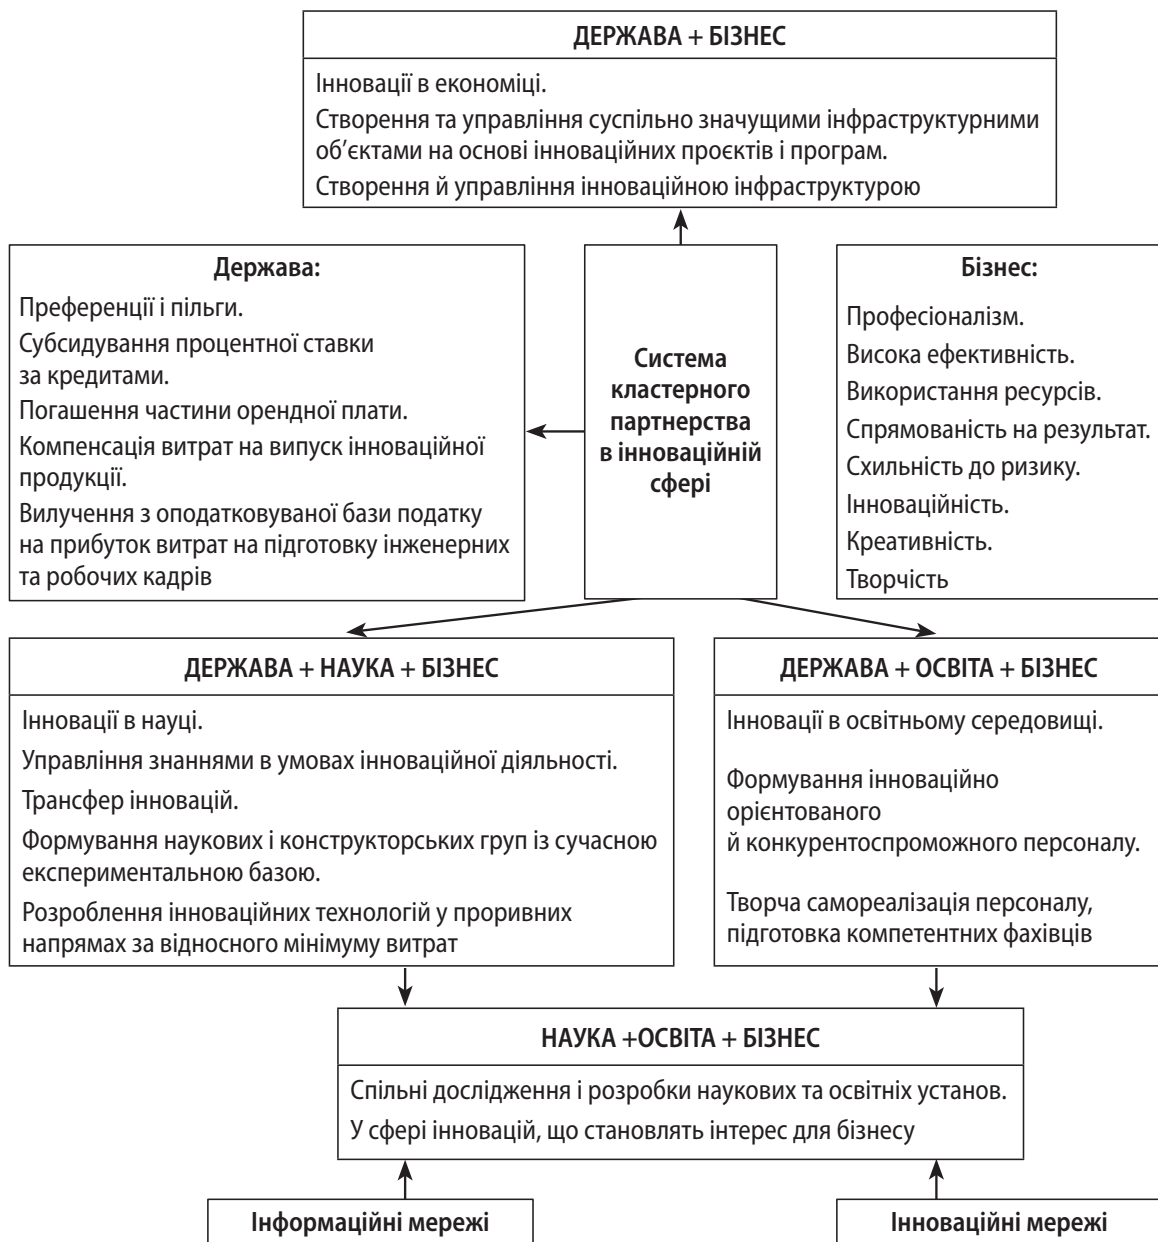 ДЕРЖАВА + БІЗНЕС
Інновації в економіці.
Створення та управління суспільно значущими інфраструктурними
об’єктами на основі інноваційних проєктів і програм.
Створення й управління інноваційною інфраструктурою
Держава:
Преференції і пільги.
Субсидування процентної ставки
за кредитами.
Погашення частини орендної плати.
Компенсація витрат на випуск інноваційної
продукції.
Вилучення з оподатковуваної бази податку
на прибуток витрат на підготовку інженерних
та робочих кадрів
Система
кластерного
партнерства
в інноваційній
сфері
Бізнес:
Професіоналізм.
Висока ефективність.
Використання ресурсів.
Спрямованість на результат.
Схильність до ризику.
Інноваційність.
Креативність.
Творчість
ДЕРЖАВА + НАУКА + БІЗНЕС
Інновації в науці.
Управління знаннями в умовах інноваційної діяльності.
Трансфер інновацій.
Формування наукових і конструкторських груп із сучасною
експериментальною базою.
Розроблення інноваційних технологій у проривних
напрямах за відносного мінімуму витрат
ДЕРЖАВА + ОСВІТА + БІЗНЕС
Інновації в освітньому середовищі.
Формування інноваційно
орієнтованого
й конкурентоспроможного персоналу.
Творча самореалізація персоналу,
підготовка компетентних фахівців
НАУКА +ОСВІТА + БІЗНЕС
Спільні дослідження і розробки наукових та освітніх установ.
У сфері інновацій, що становлять інтерес для бізнесу
Інформаційні мережі
Інноваційні мережі